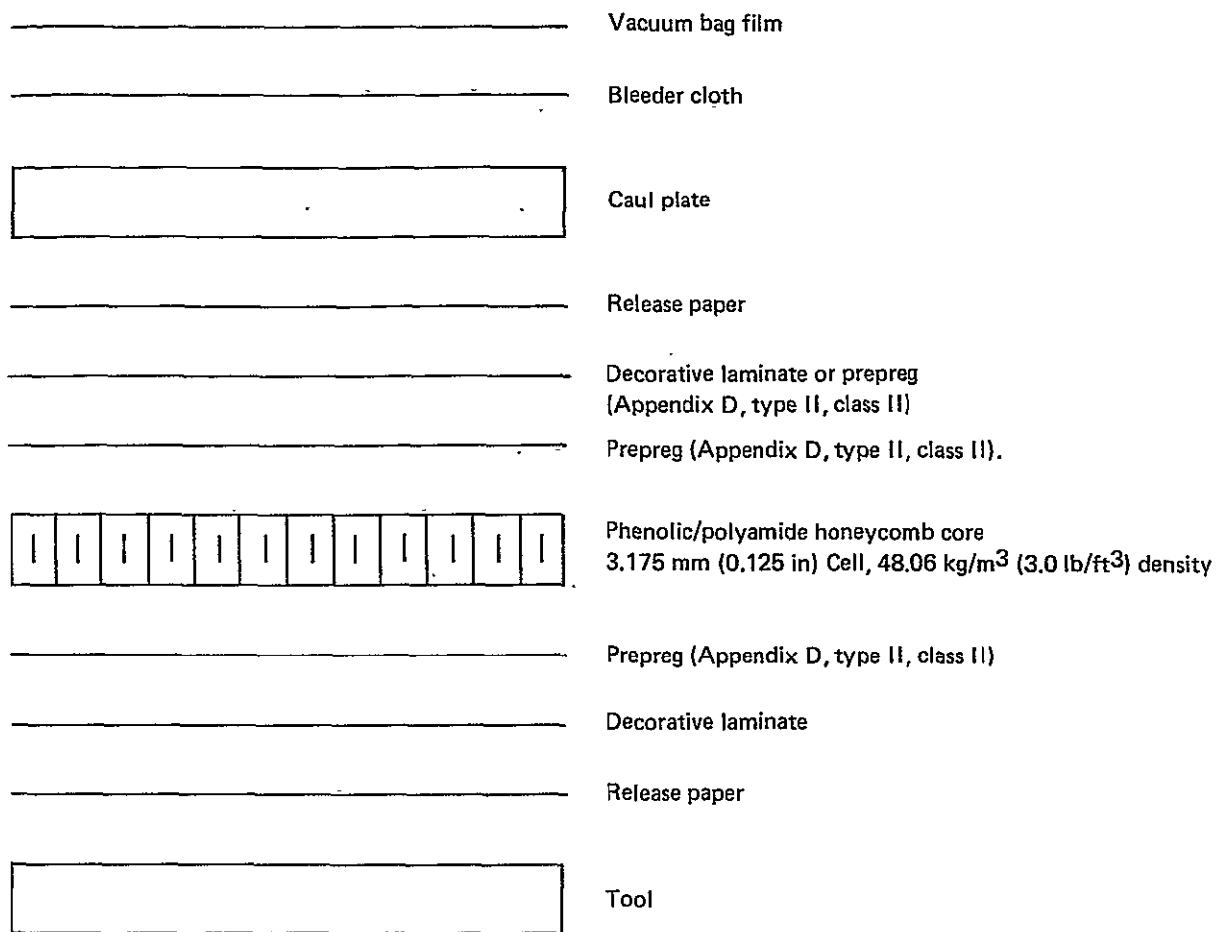 Vacuum bag film
Bleeder cloth
Caul plate
Release paper
Decorative laminate or prepreg
(Appendix D, type II, class II)
Prepreg (Appendix D, type II, class II).
Phenolic/polyamide honeycomb core
3.175 mm (0.125 in) Cell, 48.06 kg/m³ (3.0 lb/ft³) density
Prepreg (Appendix D, type II, class II)
Decorative laminate
Release paper
Tool